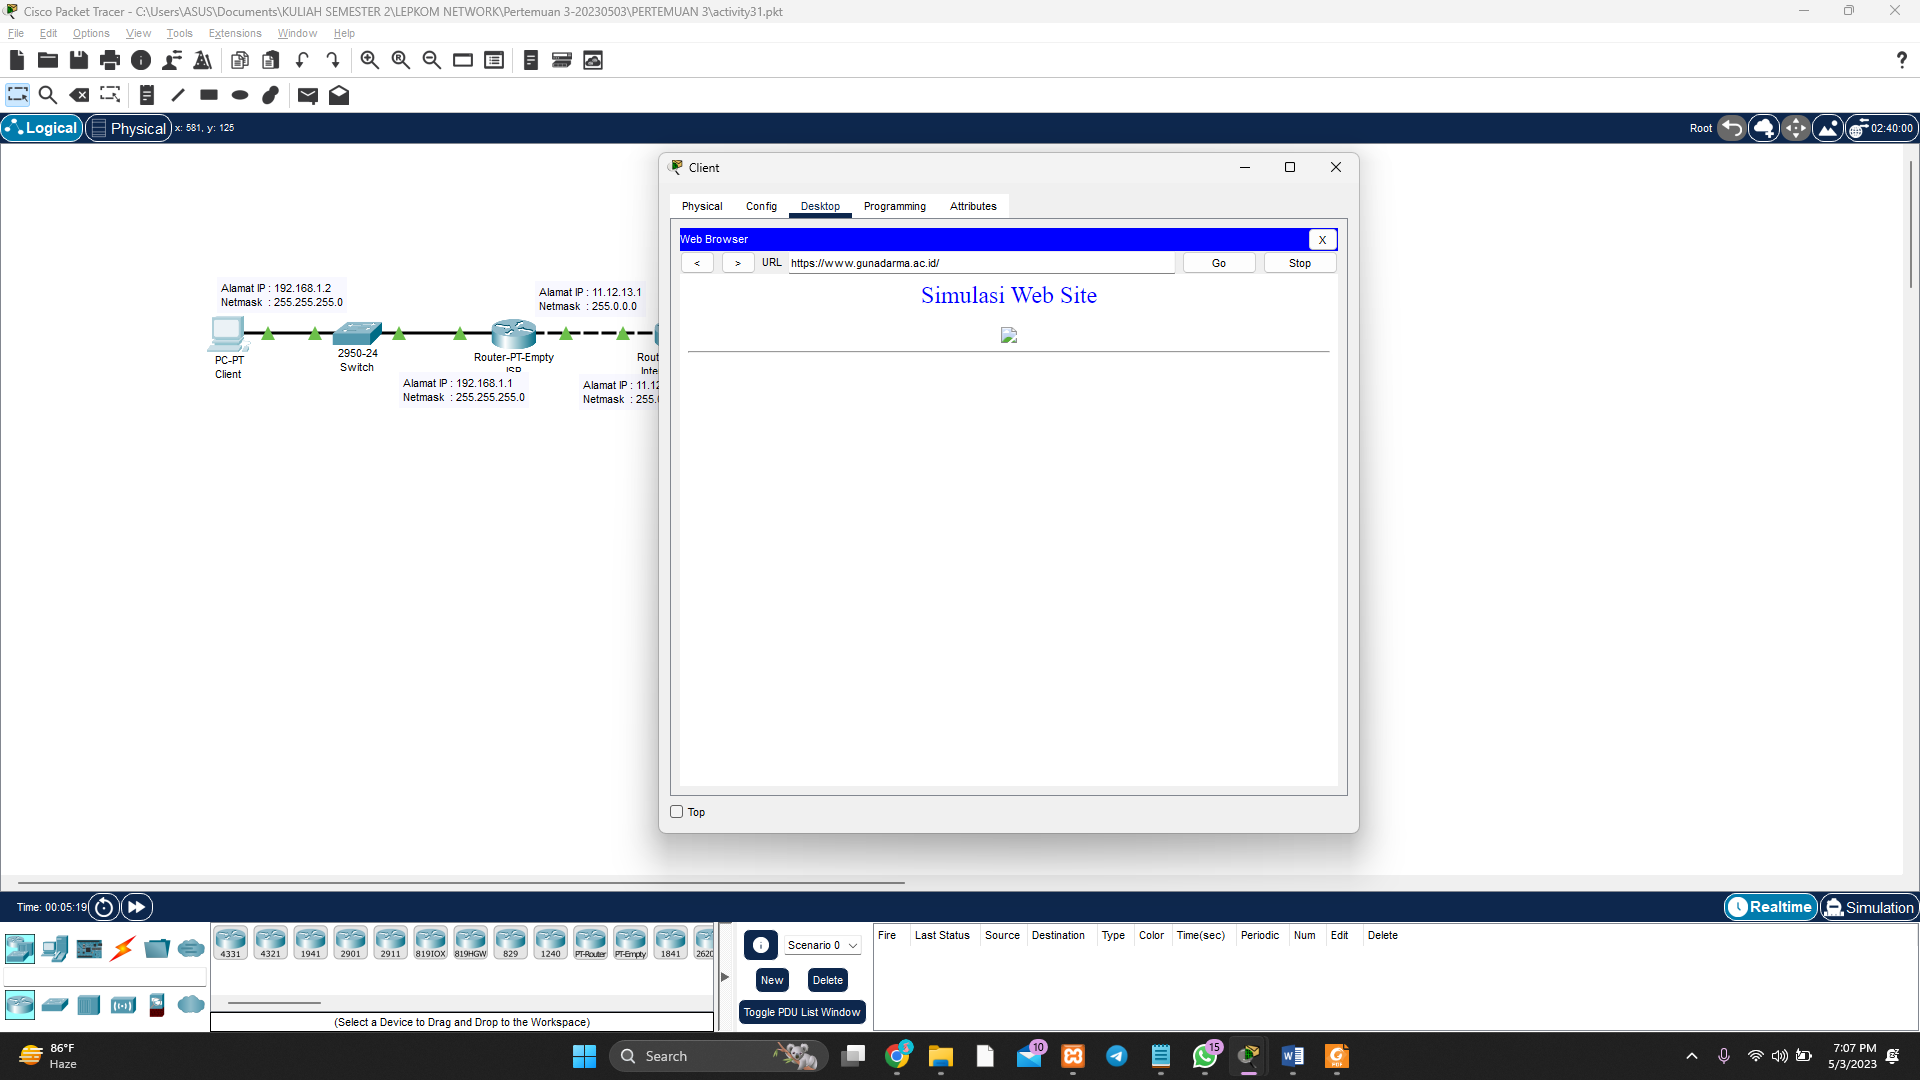 Cisco Packet Tracer - C:\Users\ASUS\Documents\KULIAH SEMESTER 2\LEPKOM NETWORK\Pertemuan 3-20230503\PERTEMUAN 3\activity31.pkt
File Edit Options View Tools Extensions Window Help
Logical Physical x: 581, y: 125
Root 02:40:00
Client
Physical Config Desktop Programming Attributes
Web Browser X
< > URL https://www.gunadarma.ac.id/ Go Stop
Simulasi Web Site
Top
Alamat IP : 192.168.1.2
Netmask : 255.255.255.0
Alamat IP : 11.12.13.1
Netmask : 255.0.0.0
PC-PT
Client
2950-24
Switch
Router-PT-Empty
ISP
Rout
Inte
Alamat IP : 192.168.1.1
Netmask : 255.255.255.0
Alamat IP : 11.12
Netmask : 255.
Time: 00:05:19
Realtime Simulation
4331 4321 1941 2901 2911 819IOX 819HGW 829 1240 PT-Router PT-Empty 1841 2620
(Select a Device to Drag and Drop to the Workspace)
Scenario 0
New Delete
Toggle PDU List Window
Fire Last Status Source Destination Type Color Time(sec) Periodic Num Edit Delete
86°F
Haze
Search
10
15
7:07 PM
5/3/2023